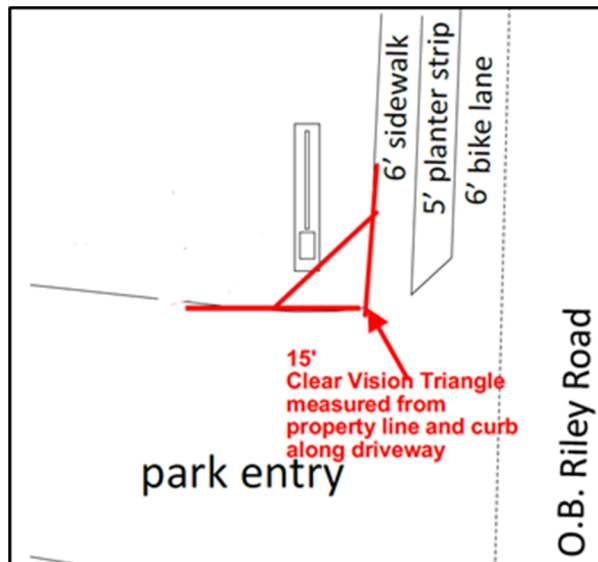 6' sidewalk
5' planter strip
6' bike lane
15'
Clear Vision Triangle
measured from
property line and curb
along driveway
park entry
O.B. Riley Road